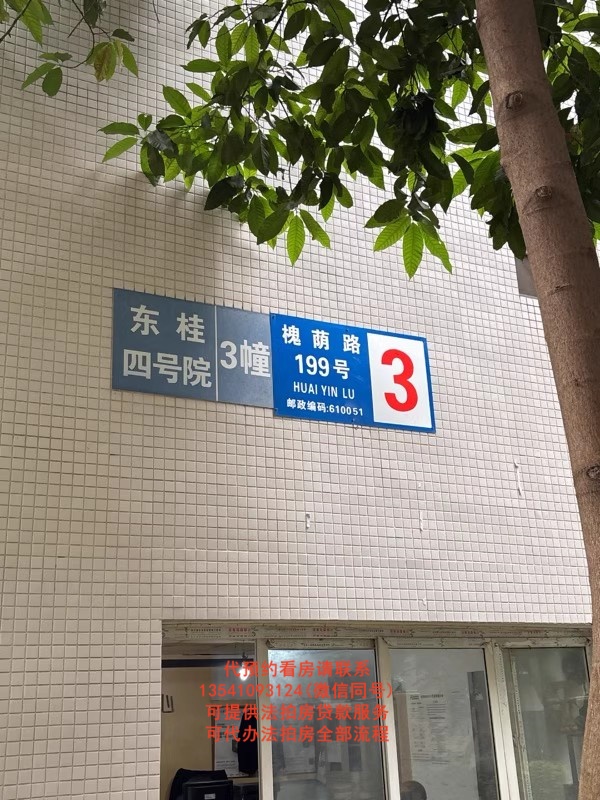 东桂
四号院
3幢
槐荫路
199号
HUAI YIN LU
邮政编码:610051
3
代预约看房请联系
13541093124(微信同号)
可提供法拍房贷款服务
可代办法拍房全部流程